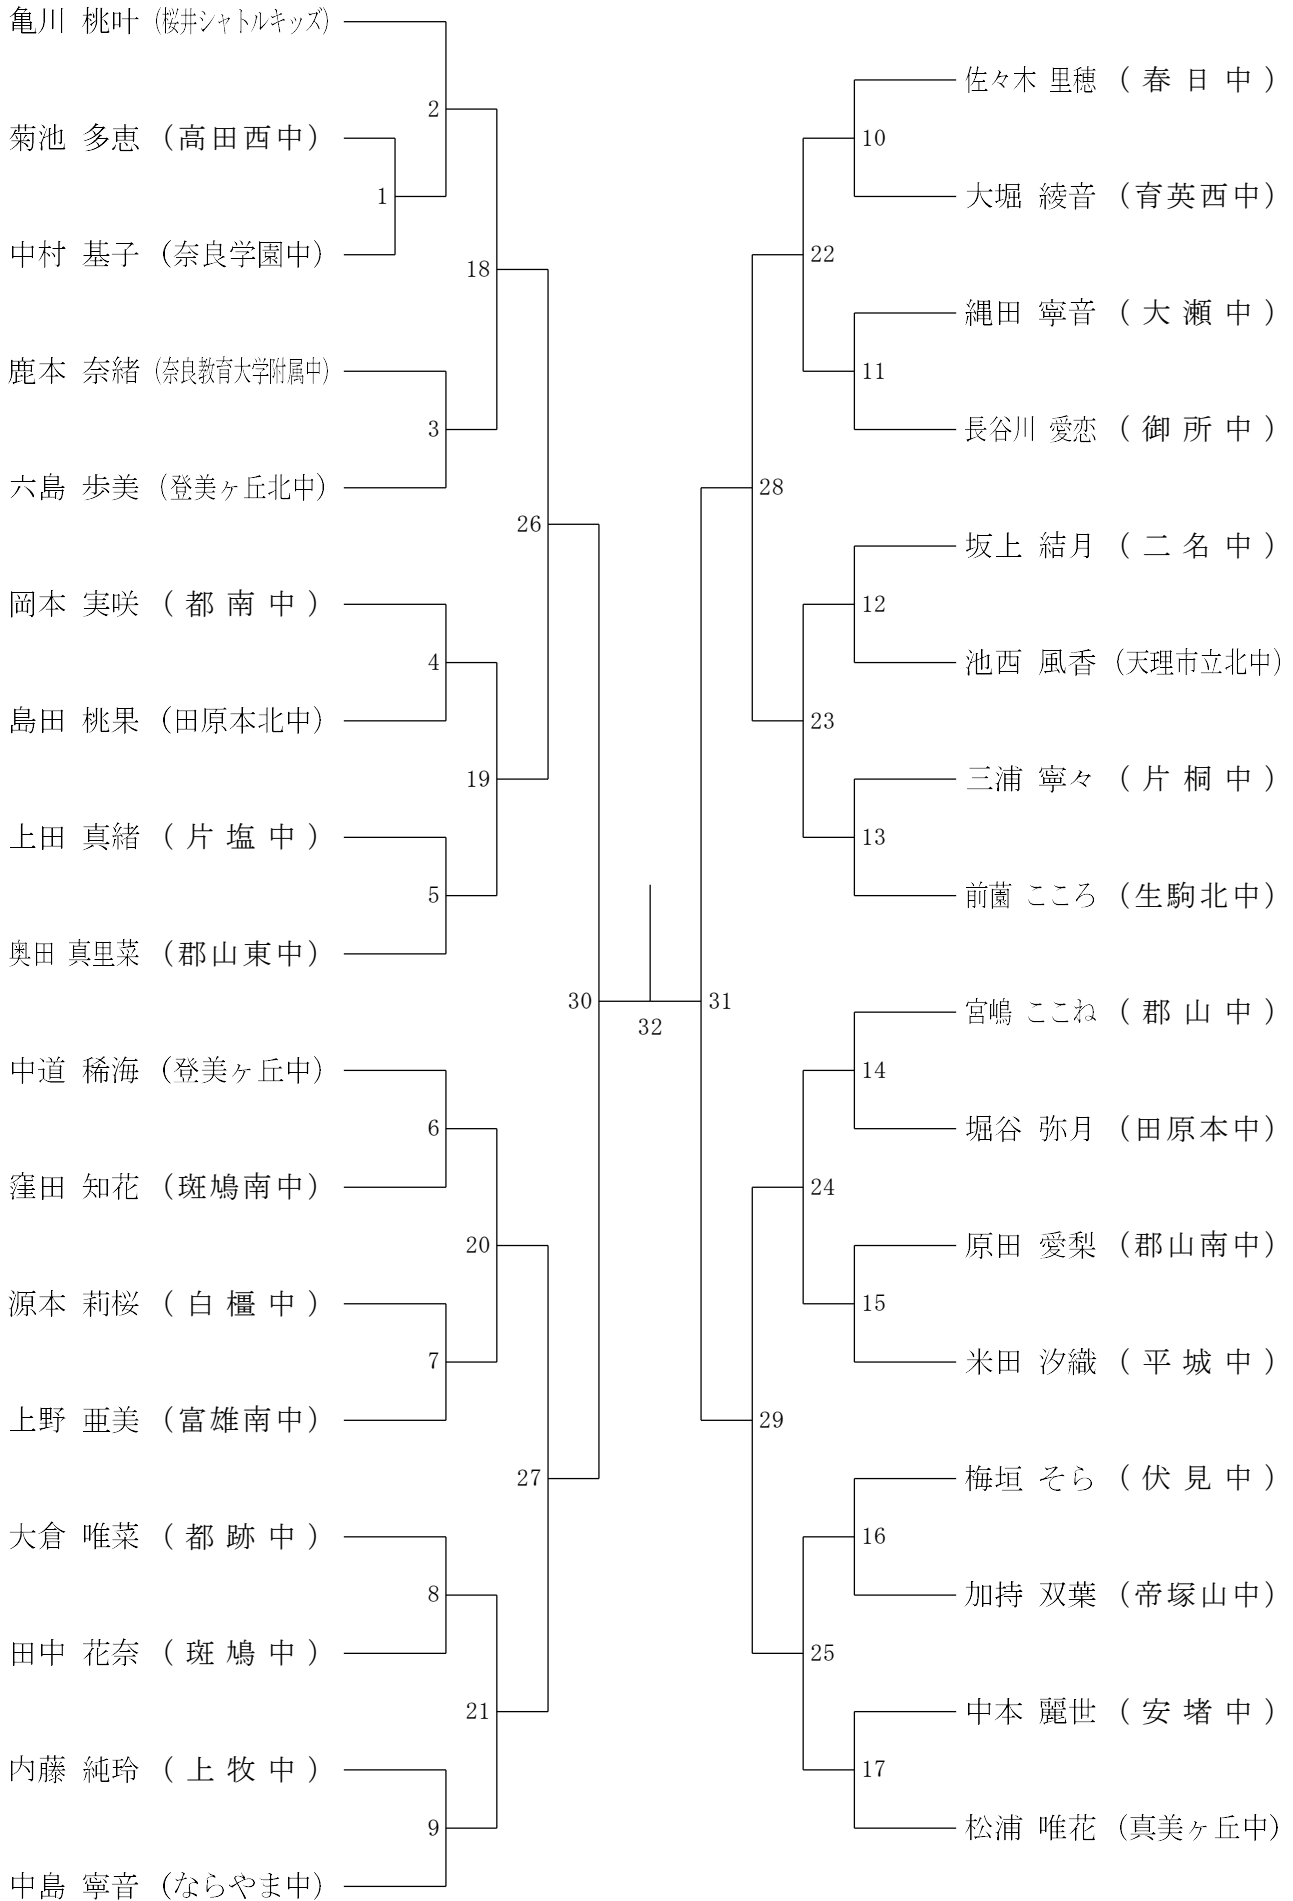 亀川 桃叶 (桜井シャトルキッズ)
菊池 多恵 (高田西中)
中村 基子 (奈良学園中)
鹿本 奈緒 (奈良教育大学附属中)
六島 歩美 (登美ヶ丘北中)
岡本 実咲 (都南中)
島田 桃果 (田原本北中)
上田 真緒 (片塩中)
奥田 真里菜 (郡山東中)
中道 稀海 (登美ヶ丘中)
窪田 知花 (斑鳩南中)
源本 莉桜 (白橿中)
上野 亜美 (富雄南中)
大倉 唯菜 (都跡中)
田中 花奈 (斑鳩中)
内藤 純玲 (上牧中)
中島 寧音 (ならやま中)
1
2
3
4
5
6
7
8
9
18
19
20
21
26
27
30
32
31
28
29
22
23
24
25
10
11
12
13
14
15
16
17
佐々木 里穂 (春日中)
大堀 綾音 (育英西中)
縄田 寧音 (大瀬中)
長谷川 愛恋 (御所中)
坂上 結月 (二名中)
池西 風香 (天理市立北中)
三浦 寧々 (片桐中)
前薗 こころ (生駒北中)
宮嶋 ここね (郡山中)
堀谷 弥月 (田原本中)
原田 愛梨 (郡山南中)
米田 汐織 (平城中)
梅垣 そら (伏見中)
加持 双葉 (帝塚山中)
中本 麗世 (安堵中)
松浦 唯花 (真美ヶ丘中)